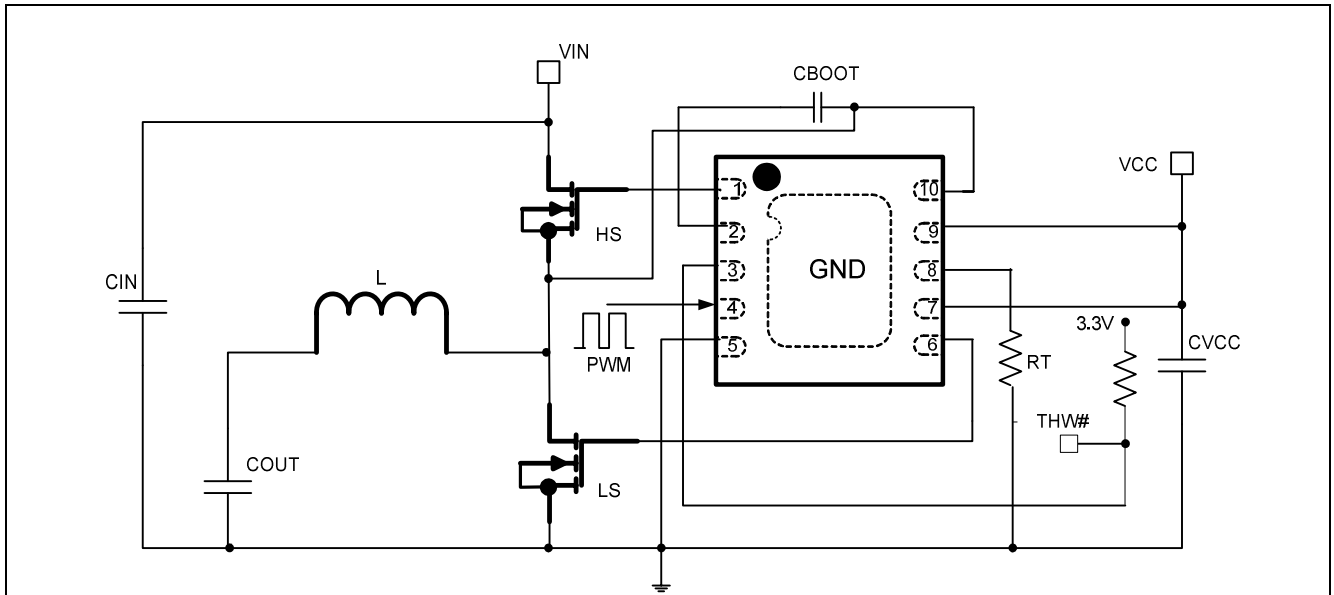 VIN
CBOOT
VCC
1
10
2
9
HS
3
8
GND
CIN
L
4
7
3.3V
5
6
CVCC
PWM
RT
THW#
COUT
LS